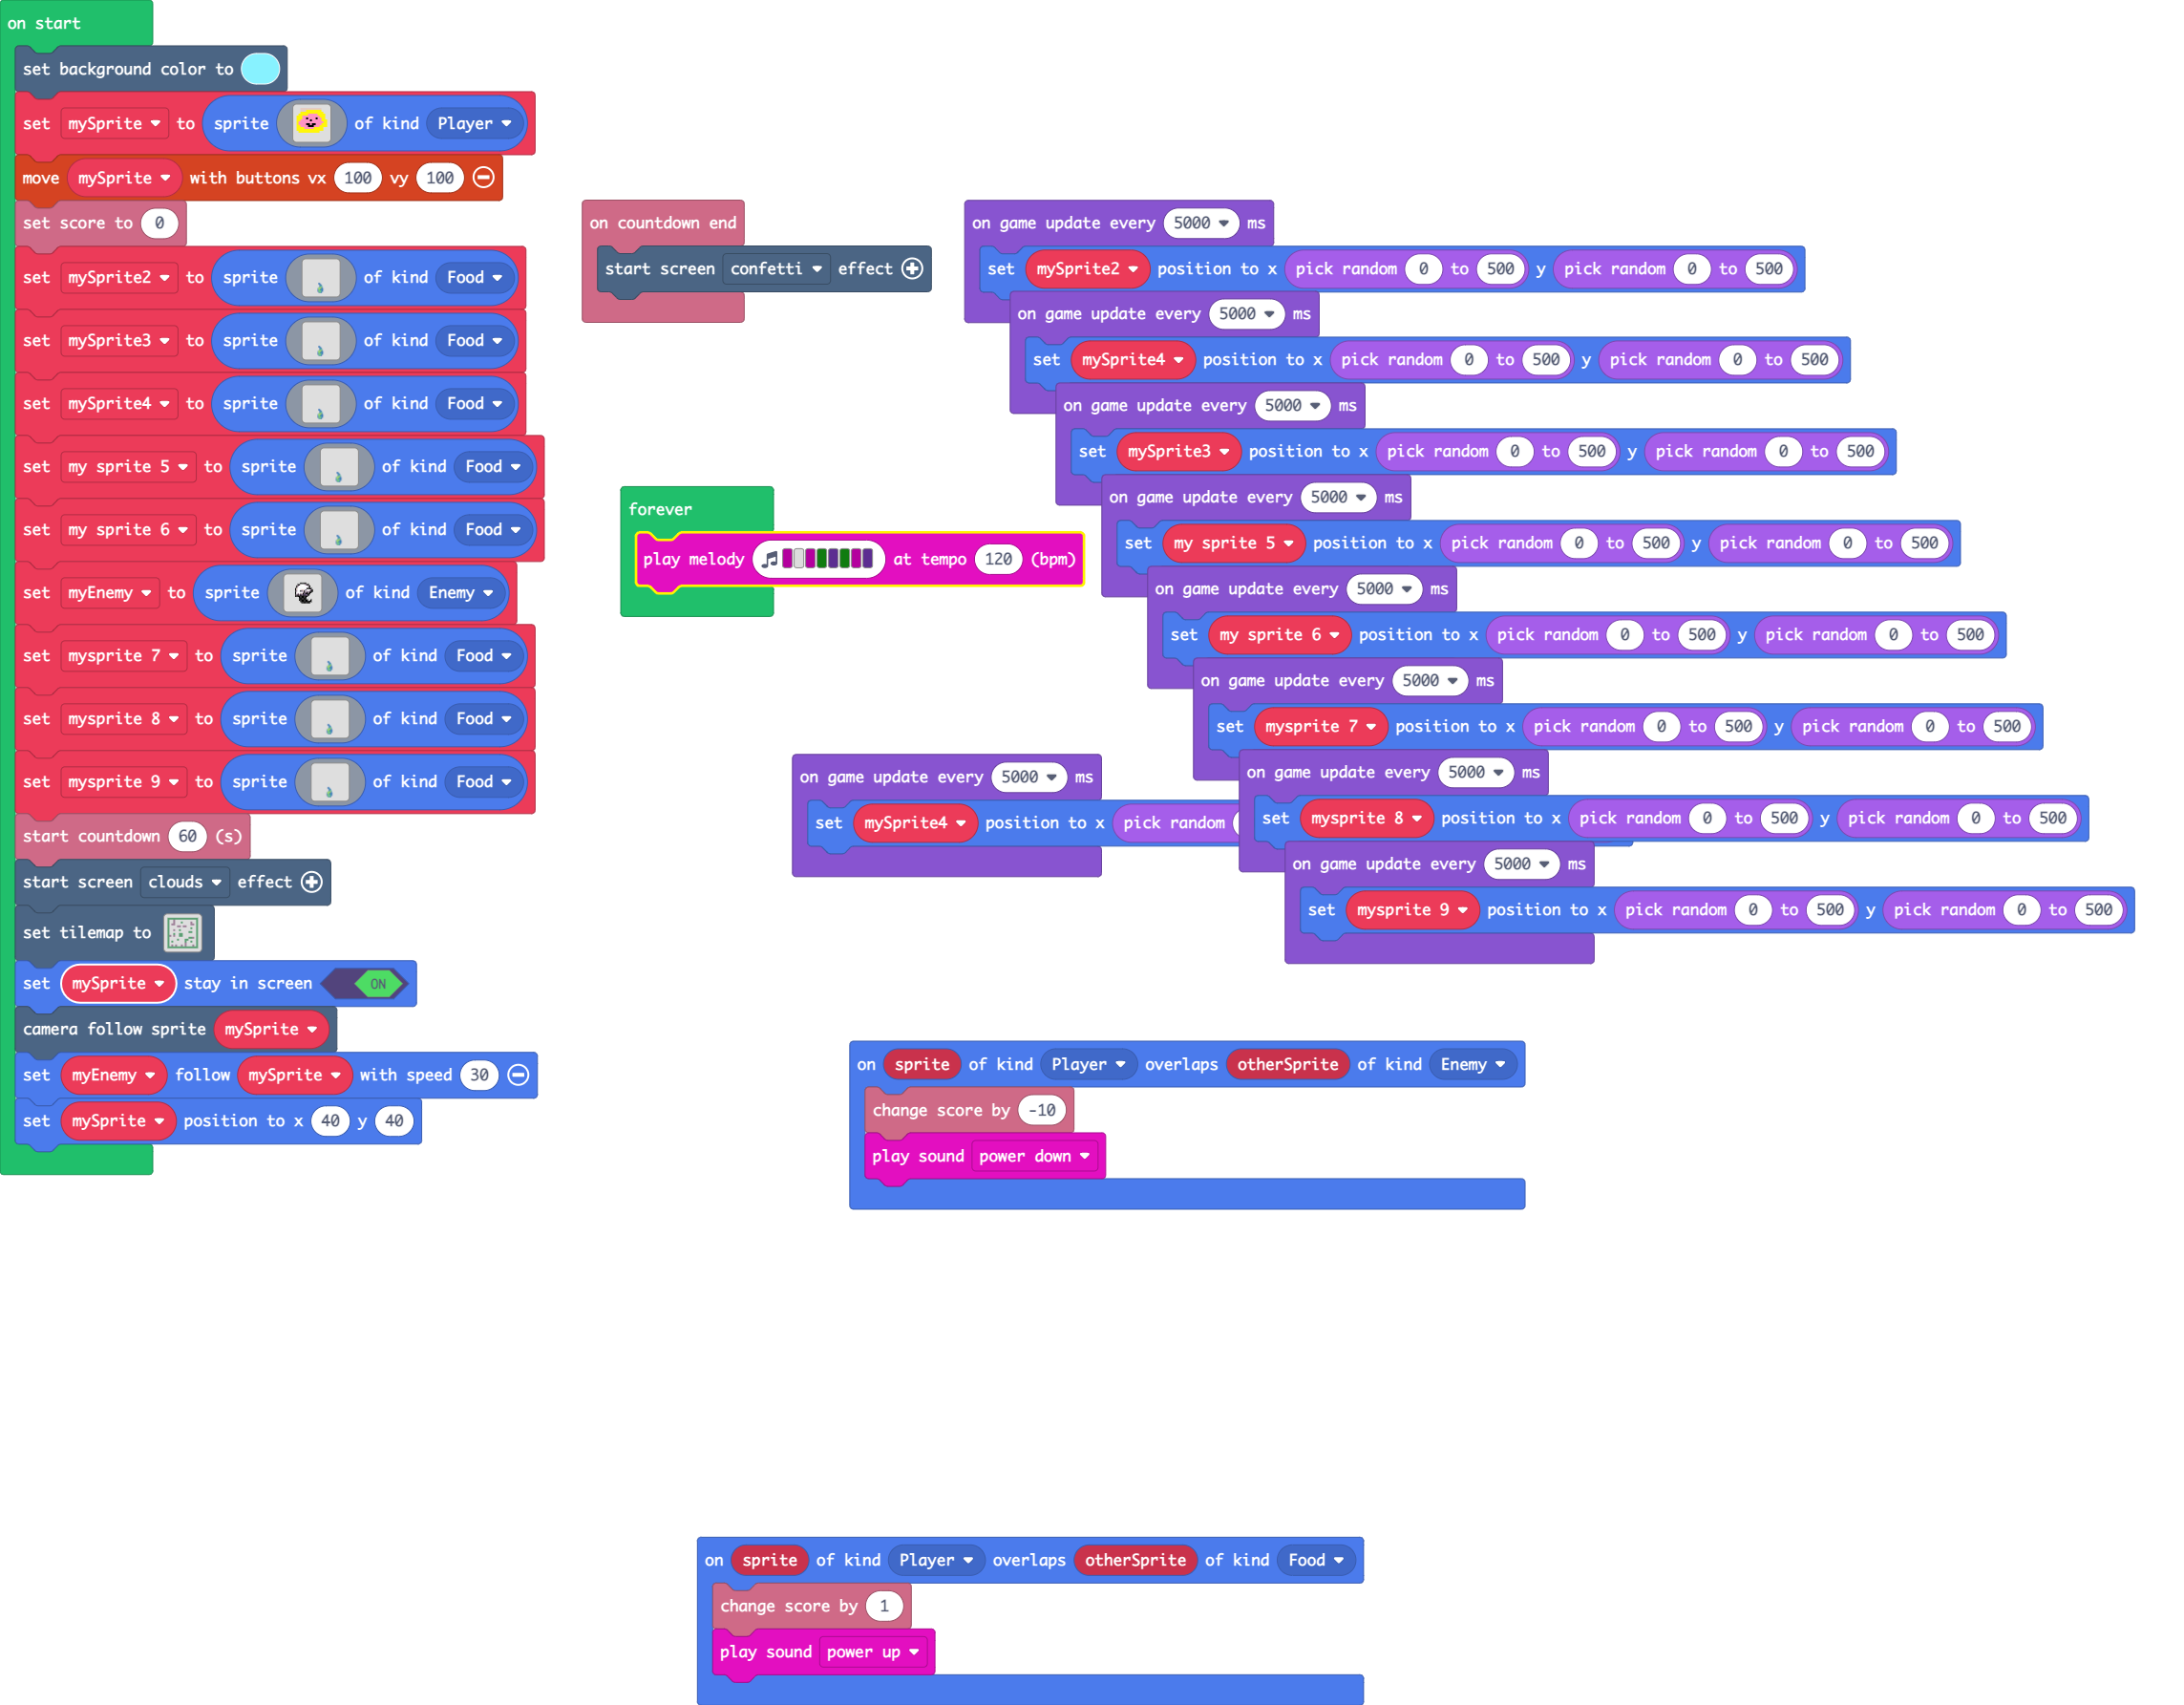 on start
set background color to
set mySprite to sprite of kind Player
move mySprite with buttons vx 100 vy 100
set score to 0
set mySprite2 to sprite of kind Food
set mySprite3 to sprite of kind Food
set mySprite4 to sprite of kind Food
set my sprite 5 to sprite of kind Food
set my sprite 6 to sprite of kind Food
set myEnemy to sprite of kind Enemy
set mysprite 7 to sprite of kind Food
set mysprite 8 to sprite of kind Food
set mysprite 9 to sprite of kind Food
start countdown 60 (s)
start screen clouds effect
set tilemap to
set mySprite stay in screen ON
camera follow sprite mySprite
set myEnemy follow mySprite with speed 30
set mySprite position to x 40 y 40
on countdown end
start screen confetti effect
forever
play melody at tempo 120 (bpm)
on game update every 5000 ms
set mySprite2 position to x pick random 0 to 500 y pick random 0 to 500
on game update every 5000 ms
set mySprite4 position to x pick random 0 to 500 y pick random 0 to 500
on game update every 5000 ms
set mySprite3 position to x pick random 0 to 500 y pick random 0 to 500
on game update every 5000 ms
set my sprite 5 position to x pick random 0 to 500 y pick random 0 to 500
on game update every 5000 ms
set my sprite 6 position to x pick random 0 to 500 y pick random 0 to 500
on game update every 5000 ms
set mysprite 7 position to x pick random 0 to 500 y pick random 0 to 500
on game update every 5000 ms
set mysprite 8 position to x pick random 0 to 500 y pick random 0 to 500
on game update every 5000 ms
set mysprite 9 position to x pick random 0 to 500 y pick random 0 to 500
on game update every 5000 ms
set mySprite4 position to x pick random
on sprite of kind Player overlaps otherSprite of kind Enemy
change score by -10
play sound power down
on sprite of kind Player overlaps otherSprite of kind Food
change score by 1
play sound power up